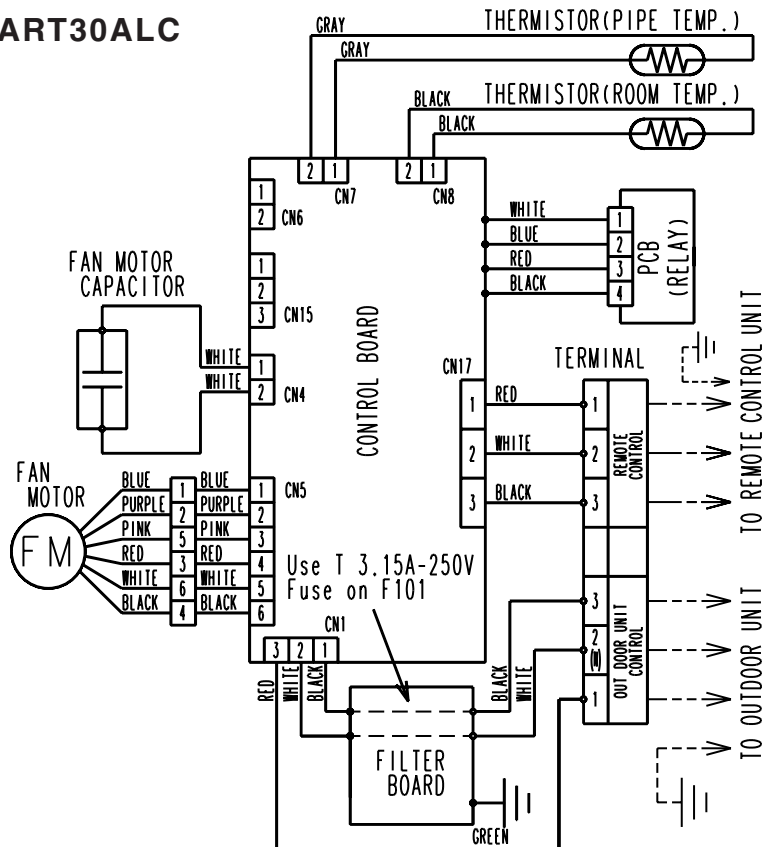 ART30ALC
GRAY
THERMISTOR(PIPE TEMP.)
GRAY
BLACK
THERMISTOR(ROOM TEMP.)
BLACK
2 1
CN7
2 1
CN8
1
2
CN6
WHITE
BLUE
RED
BLACK
1
2
3
4
PCB
(RELAY)
FAN MOTOR
CAPACITOR
1
2
3
CN15
WHITE
WHITE
1
2
CN4
CONTROL BOARD
CN17
1
2
3
RED
WHITE
BLACK
TERMINAL
1
2
3
REMOTE
CONTROL
TO REMOTE CONTROL UNIT
FAN
MOTOR
FM
BLUE
PURPLE
PINK
RED
WHITE
BLACK
1
2
5
3
6
4
BLUE
PURPLE
PINK
RED
WHITE
BLACK
1
2
3
4
5
6
CN5
Use T 3.15A-250V
Fuse on F101
CN1
3 2 1
RED
WHITE
BLACK
BLACK
WHITE
3
2
(N)
1
OUT DOOR UNIT
CONTROL
TO OUTDOOR UNIT
FILTER
BOARD
GREEN